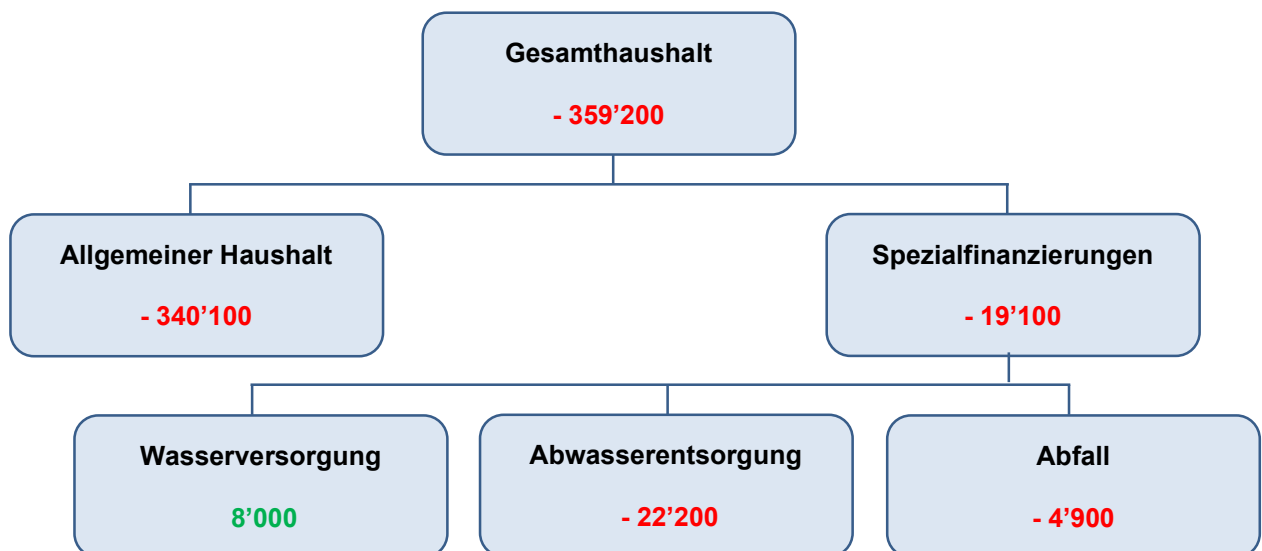 Gesamthaushalt
- 359’200
Allgemeiner Haushalt
- 340’100
Spezialfinanzierungen
- 19’100
Wasserversorgung
8’000
Abwasserentsorgung
- 22’200
Abfall
- 4’900